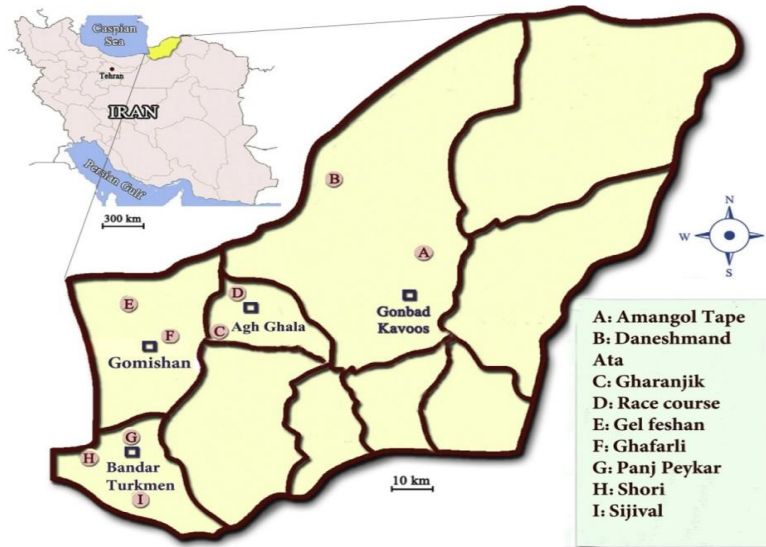 Caspian
Sea
Tehran
IRAN
Persian Gulf
300 km
B
A
N
W
E
S
D
E
Gonbad
Kavoos
Agh Ghala
C
F
Gomishan
G
H
Bandar
Turkmen
I
10 km
A: Amangol Tape
B: Daneshmand
Ata
C: Gharanjik
D: Race course
E: Gel feshan
F: Ghafarli
G: Panj Peykar
H: Shori
I: Sijival